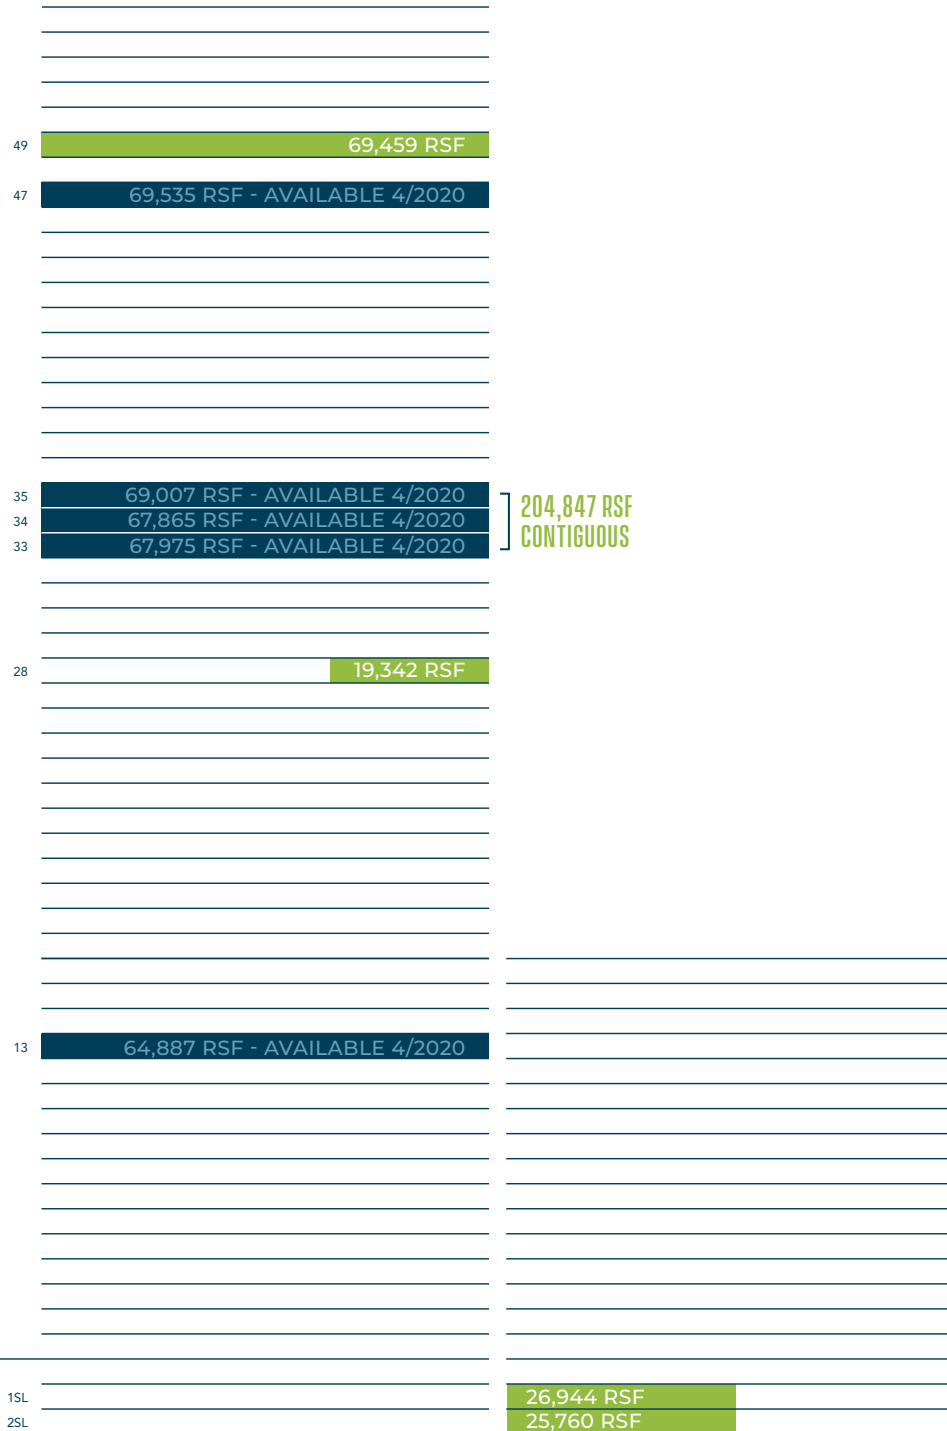 49 69,459 RSF
47 69,535 RSF - AVAILABLE 4/2020
35 69,007 RSF - AVAILABLE 4/2020
34 67,865 RSF - AVAILABLE 4/2020
33 67,975 RSF - AVAILABLE 4/2020
204,847 RSF
CONTIGUOUS
28 19,342 RSF
13 64,887 RSF - AVAILABLE 4/2020
1SL 26,944 RSF
2SL 25,760 RSF